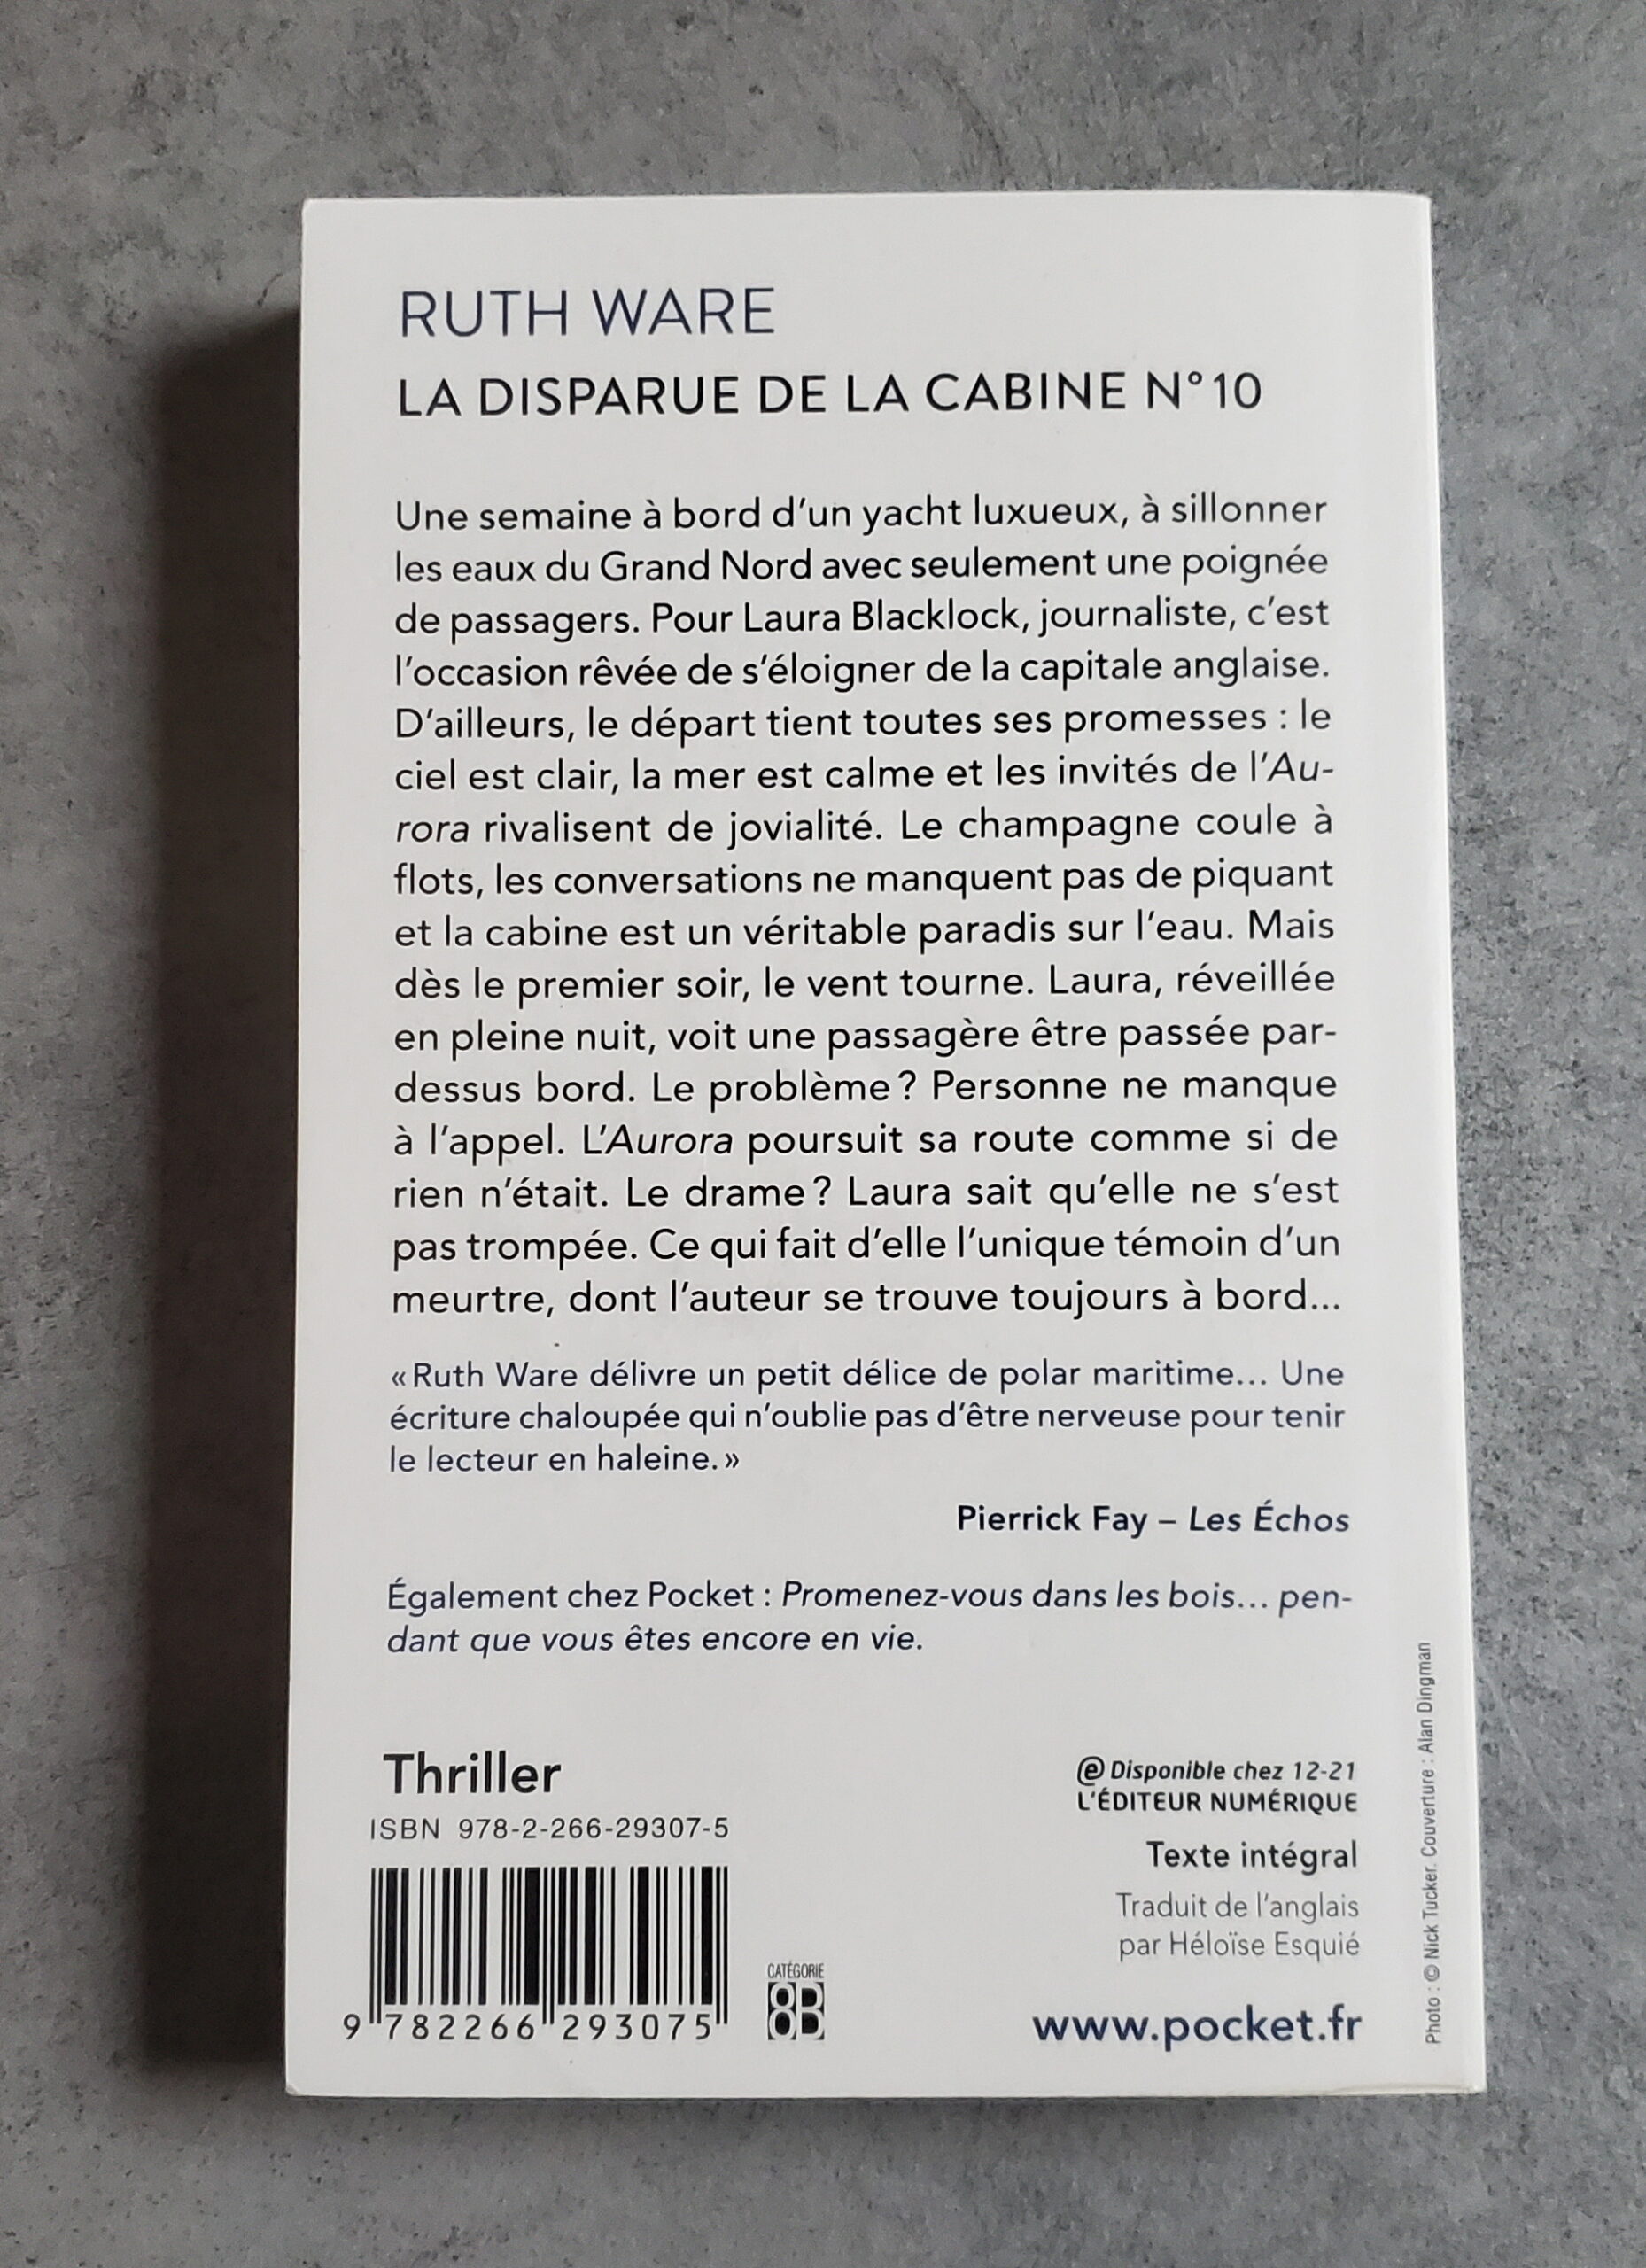 RUTH WARE
LA DISPARUE DE LA CABINE N° 10
Une semaine à bord d’un yacht luxueux, à sillonner
les eaux du Grand Nord avec seulement une poignée
de passagers. Pour Laura Blacklock, journaliste, c’est
l’occasion rêvée de s’éloigner de la capitale anglaise.
D’ailleurs, le départ tient toutes ses promesses : le
ciel est clair, la mer est calme et les invités de l’Au-
rora rivalisent de jovialité. Le champagne coule à
flots, les conversations ne manquent pas de piquant
et la cabine est un véritable paradis sur l’eau. Mais
dès le premier soir, le vent tourne. Laura, réveillée
en pleine nuit, voit une passagère être passée par-
dessus bord. Le problème ? Personne ne manque
à l’appel. L’Aurora poursuit sa route comme si de
rien n’était. Le drame ? Laura sait qu’elle ne s’est
pas trompée. Ce qui fait d’elle l’unique témoin d’un
meurtre, dont l’auteur se trouve toujours à bord...
« Ruth Ware délivre un petit délice de polar maritime... Une
écriture chaloupée qui n’oublie pas d’être nerveuse pour tenir
le lecteur en haleine. »
Pierrick Fay – Les Échos
Également chez Pocket : Promenez-vous dans les bois... pen-
dant que vous êtes encore en vie.
Thriller
ISBN 978-2-266-29307-5
9 782266 293075
CATÉGORIE
8B
@ Disponible chez 12-21
L’ÉDITEUR NUMÉRIQUE
Texte intégral
Traduit de l’anglais
par Héloïse Esquié
www.pocket.fr
Photo : © Nick Tucker. Couverture : Alan Dingman